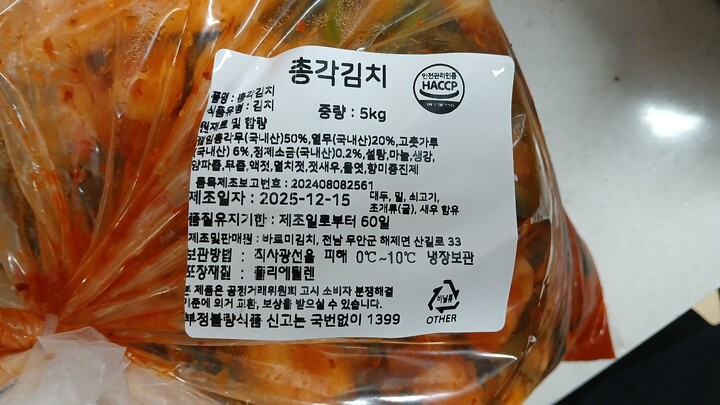 총각김치
안전관리인증
HACCP
품명 : 총각김치
식품유형 : 김치
중량 : 5kg
원재료 및 함량
절임총각무(국내산)50%,열무(국내산)20%,고춧가루
(국내산) 6%,정제소금(국내산)0.2%,설탕,마늘,생강,
양파즙,무즙,액젓,멸치젓,젓새우,물엿,향미증진제
품목제조보고번호 : 202408082561
제조일자 : 2025-12-15
대두, 밀, 쇠고기,
조개류(굴), 새우 함유
품질유지기한 : 제조일로부터 60일
제조및판매원 : 바르미김치, 전남 무안군 해제면 산길로 33
보관방법 : 직사광선을 피해 0℃~10℃ 냉장보관
포장재질 : 폴리에틸렌
본 제품은 공정거래위원회 고시 소비자 분쟁해결
기준에 의거 교환, 보상을 받으실 수 있습니다.
비닐류
OTHER
부정불량식품 신고는 국번없이 1399